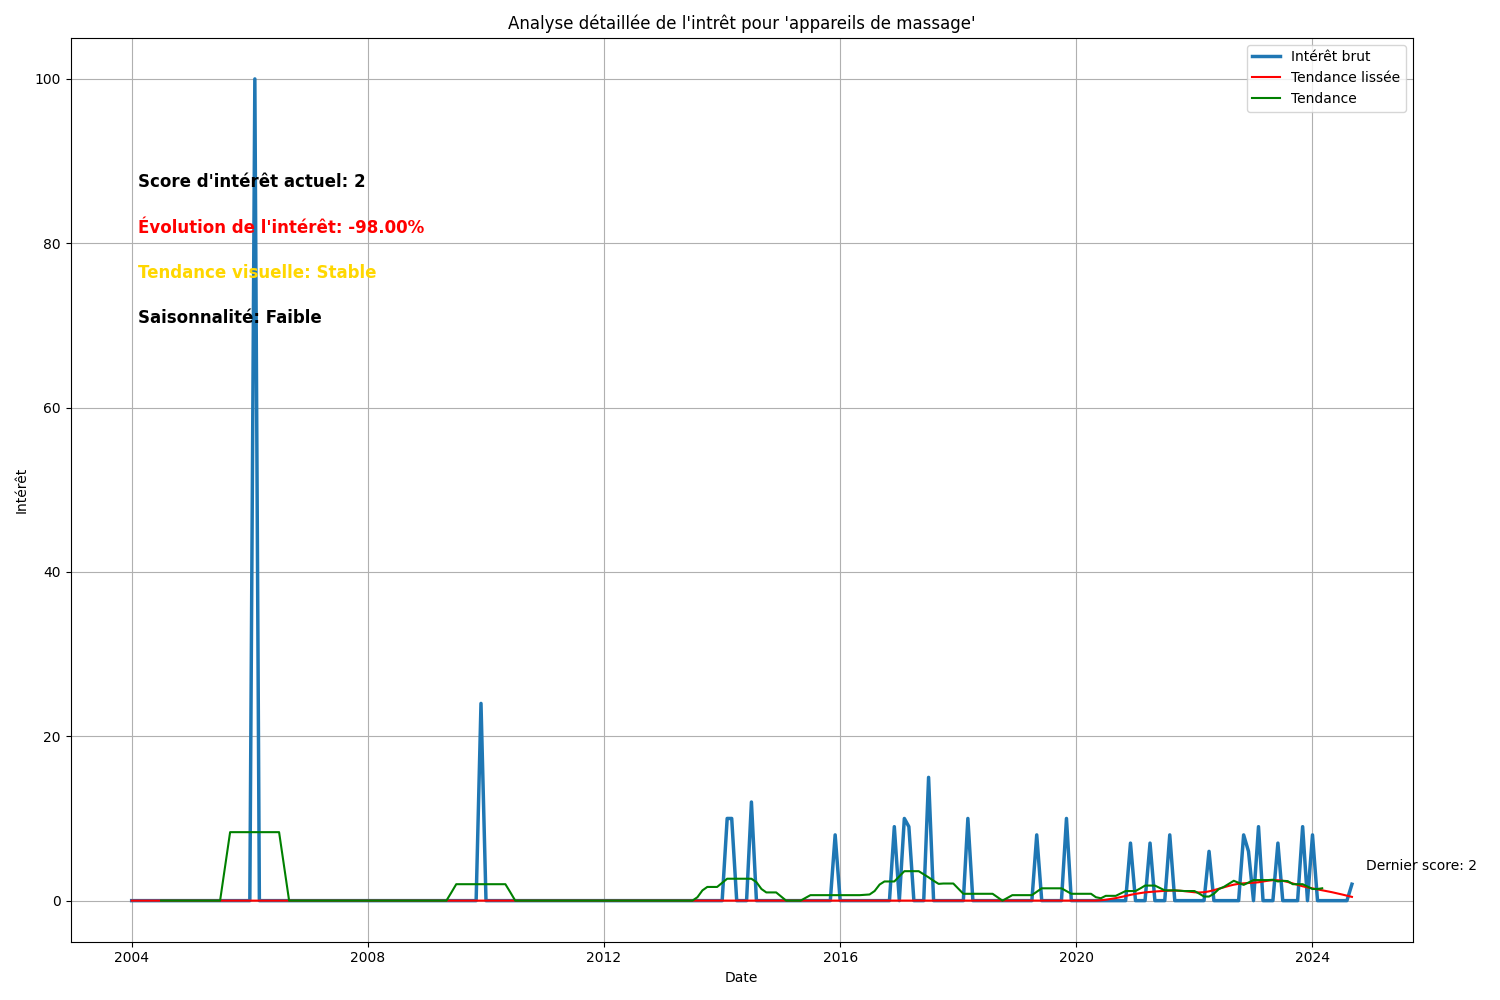 Analyse détaillée de l'intrêt pour 'appareils de massage'
Intérêt brut
Tendance lissée
Tendance
Score d'intérêt actuel: 2
Évolution de l'intérêt: -98.00%
Tendance visuelle: Stable
Saisonnalité: Faible
Dernier score: 2
Intérêt
100
80
60
40
20
0
2004
2008
2012
2016
2020
2024
Date